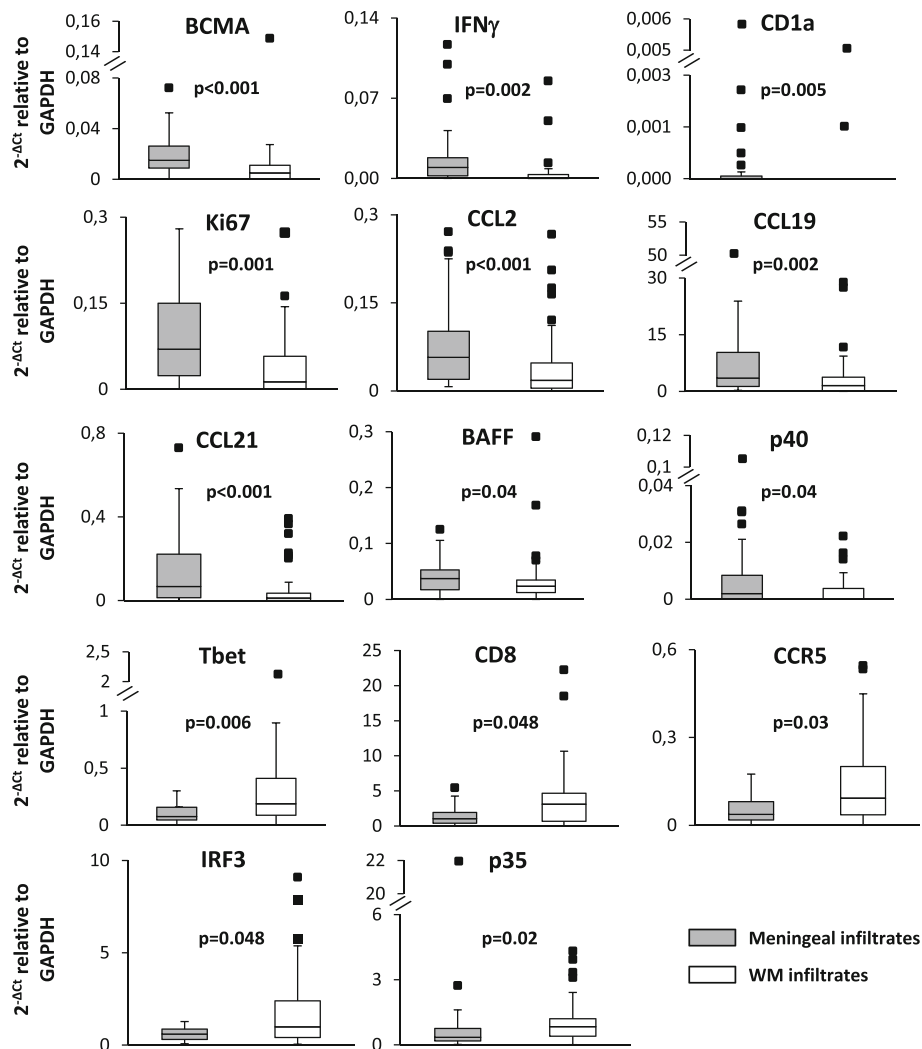 BCMA
0,16
0,14
0,08
0,04
0
p<0.001
2-ΔCt relative to
GAPDH
IFNγ
0,14
0,07
0,00
p=0.002
CD1a
0,006
0,005
0,003
0,001
0,000
p=0.005
Ki67
0,3
0,15
0
p=0.001
2-ΔCt relative to
GAPDH
CCL2
0,3
0,15
0
p<0.001
CCL19
55
50
30
15
0
p=0.002
CCL21
0,8
0,4
0
p<0.001
2-ΔCt relative to
GAPDH
BAFF
0,3
0,2
0,1
0
p=0.04
p40
0,12
0,1
0,04
0,02
0
p=0.04
Tbet
2,5
2
1
0,5
0
p=0.006
2-ΔCt relative to
GAPDH
CD8
25
20
15
10
5
0
p=0.048
CCR5
0,6
0,3
0
p=0.03
IRF3
10
5
0
p=0.048
2-ΔCt relative to
GAPDH
p35
22
20
6
3
0
p=0.02
Meningeal infiltrates
WM infiltrates